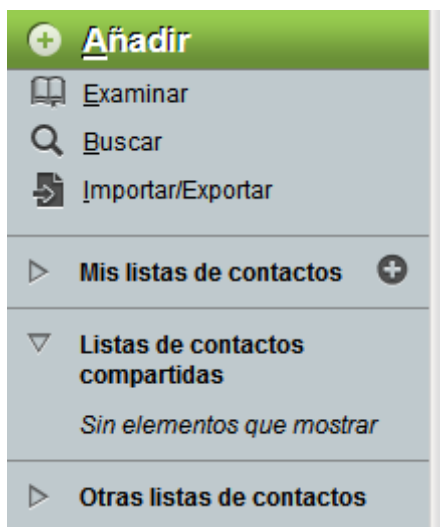 Añadir
Examinar
Buscar
Importar/Exportar
Mis listas de contactos
Listas de contactos
compartidas
Sin elementos que mostrar
Otras listas de contactos